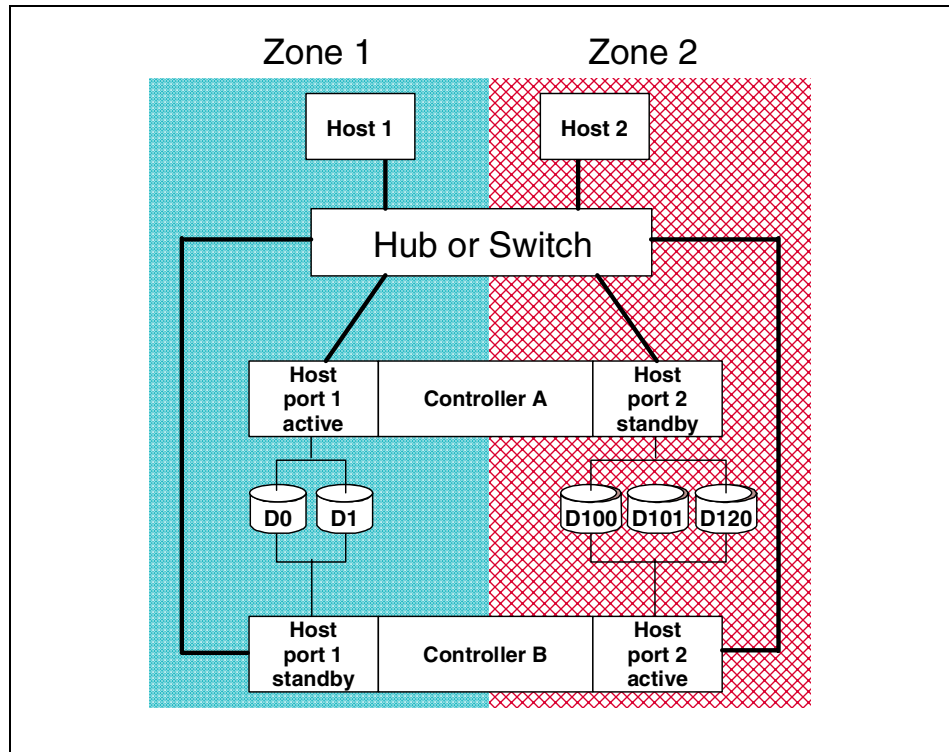 Zone 1
Zone 2
Host 1
Host 2
Hub or Switch
Host
port 1
active
Controller A
Host
port 2
standby
D0
D1
D100
D101
D120
Host
port 1
standby
Controller B
Host
port 2
active